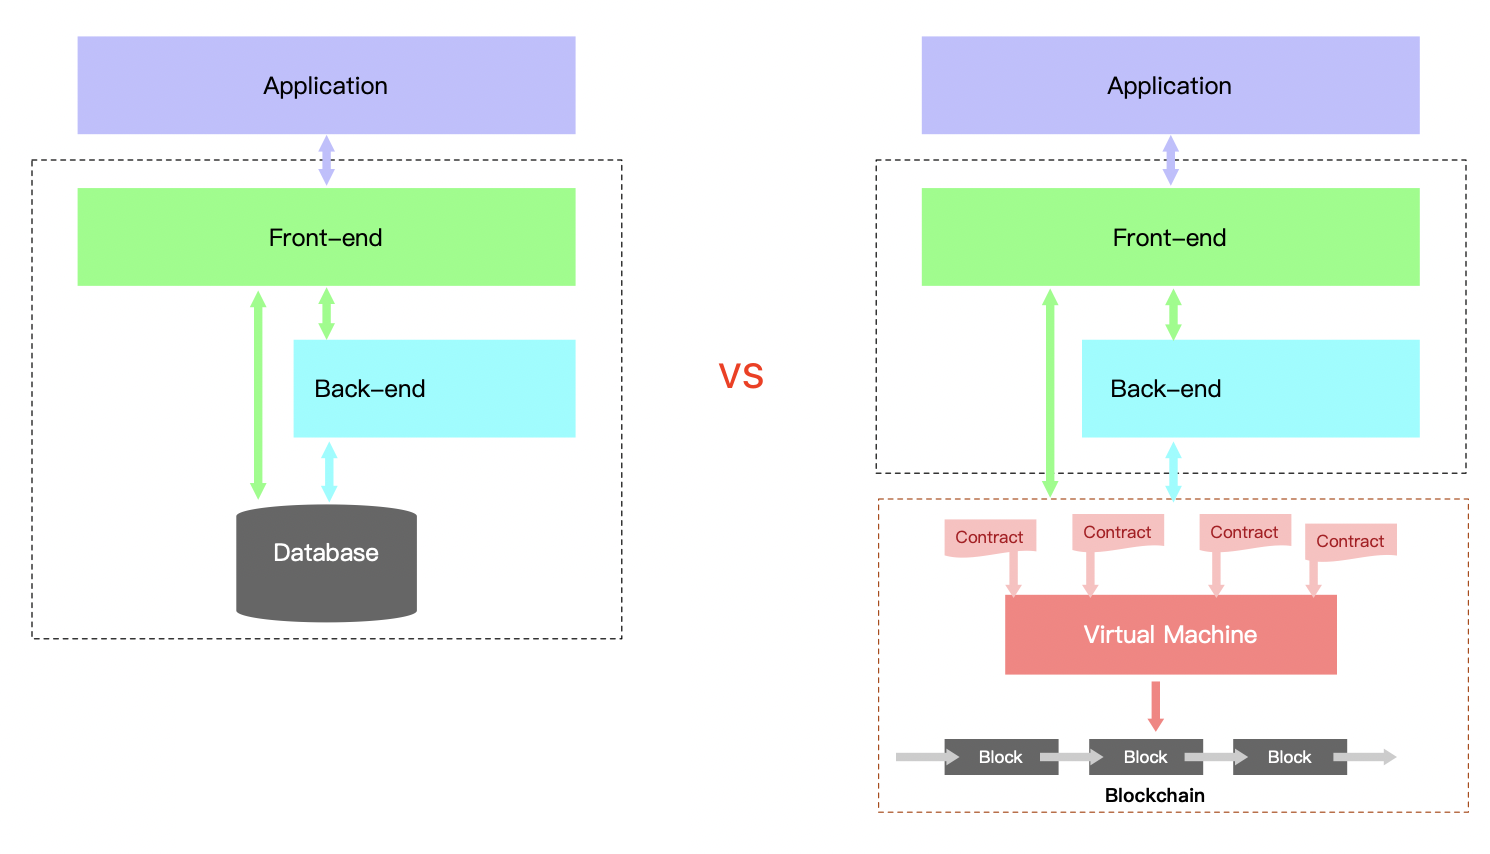 Application
Front-end
Back-end
Database
VS
Application
Front-end
Back-end
Contract
Contract
Contract
Contract
Virtual Machine
Block
Block
Block
Blockchain